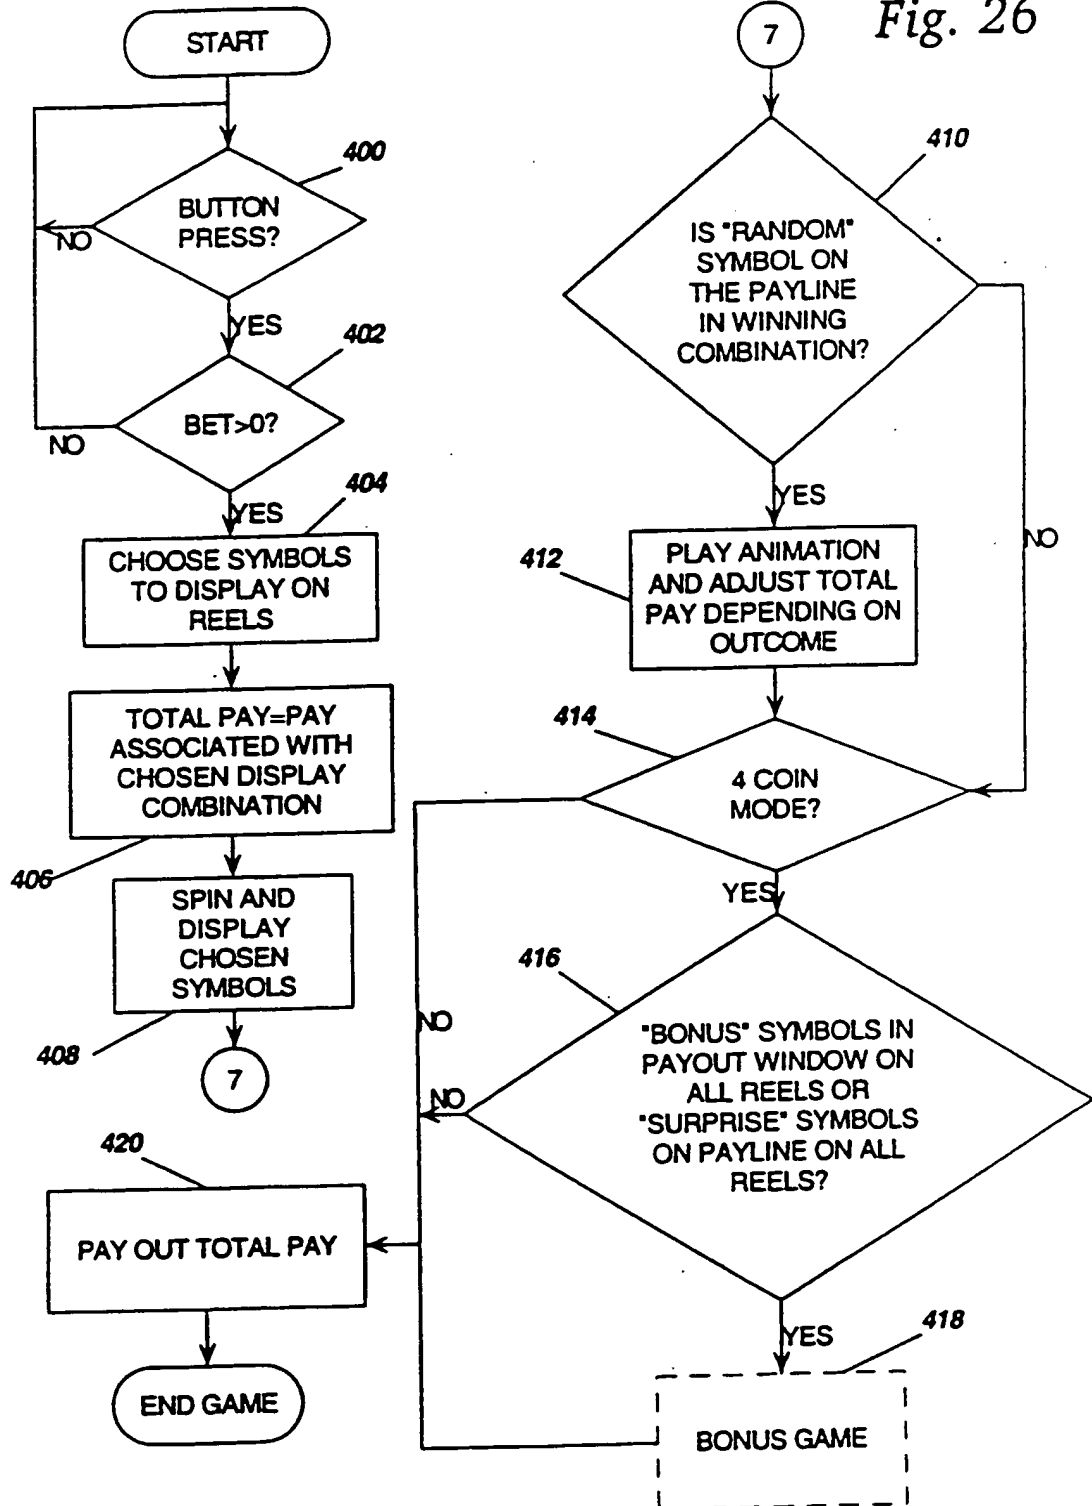 Fig. 26
START
400
BUTTON
PRESS?
NO
YES
402
BET>0?
NO
YES
404
CHOOSE SYMBOLS
TO DISPLAY ON
REELS
TOTAL PAY=PAY
ASSOCIATED WITH
CHOSEN DISPLAY
COMBINATION
406
SPIN AND
DISPLAY
CHOSEN
SYMBOLS
408
7
420
PAY OUT TOTAL PAY
END GAME
7
410
IS "RANDOM"
SYMBOL ON
THE PAYLINE
IN WINNING
COMBINATION?
YES
NO
412
PLAY ANIMATION
AND ADJUST TOTAL
PAY DEPENDING ON
OUTCOME
414
4 COIN
MODE?
YES
NO
416
"BONUS" SYMBOLS IN
PAYOUT WINDOW ON
ALL REELS OR
"SURPRISE" SYMBOLS
ON PAYLINE ON ALL
REELS?
NO
YES
418
BONUS GAME